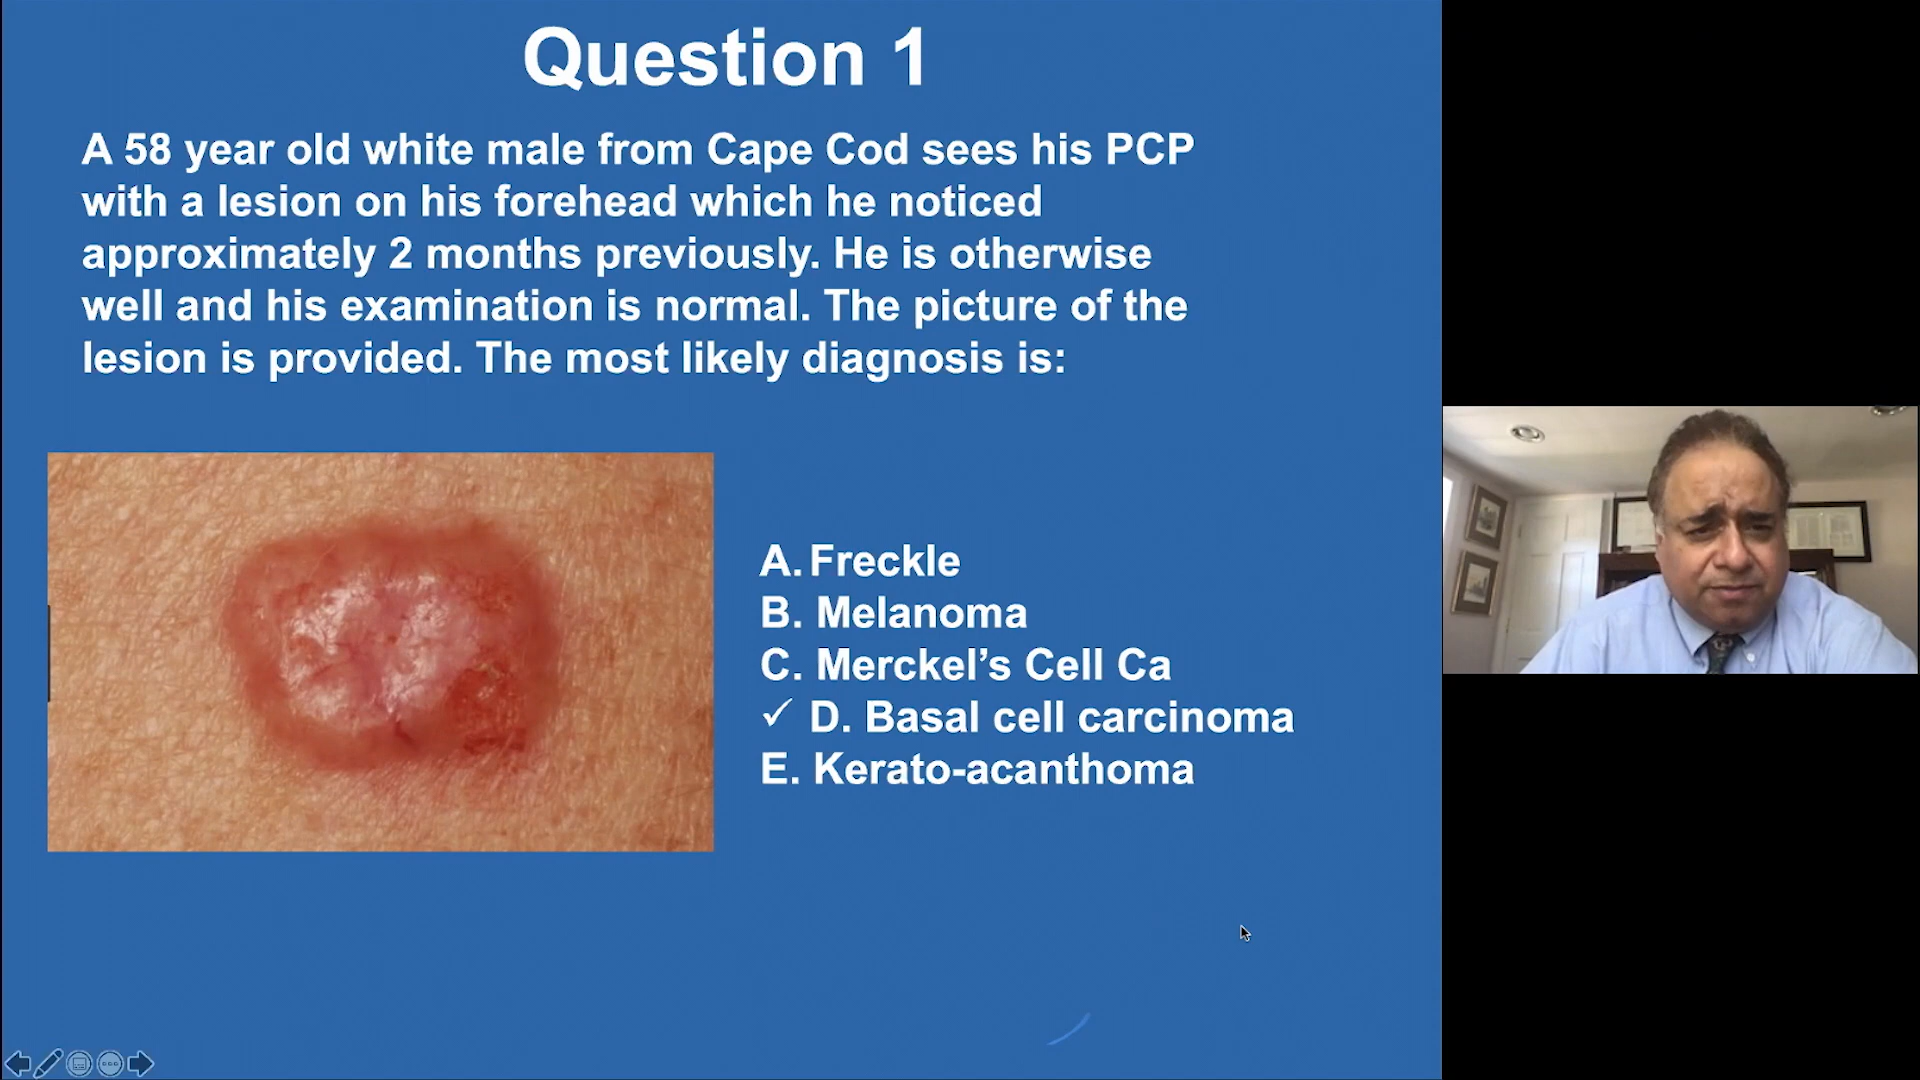 Question 1
A 58 year old white male from Cape Cod sees his PCP
with a lesion on his forehead which he noticed
approximately 2 months previously. He is otherwise
well and his examination is normal. The picture of the
lesion is provided. The most likely diagnosis is:
A. Freckle
B. Melanoma
C. Merckel’s Cell Ca
✓ D. Basal cell carcinoma
E. Kerato-acanthoma